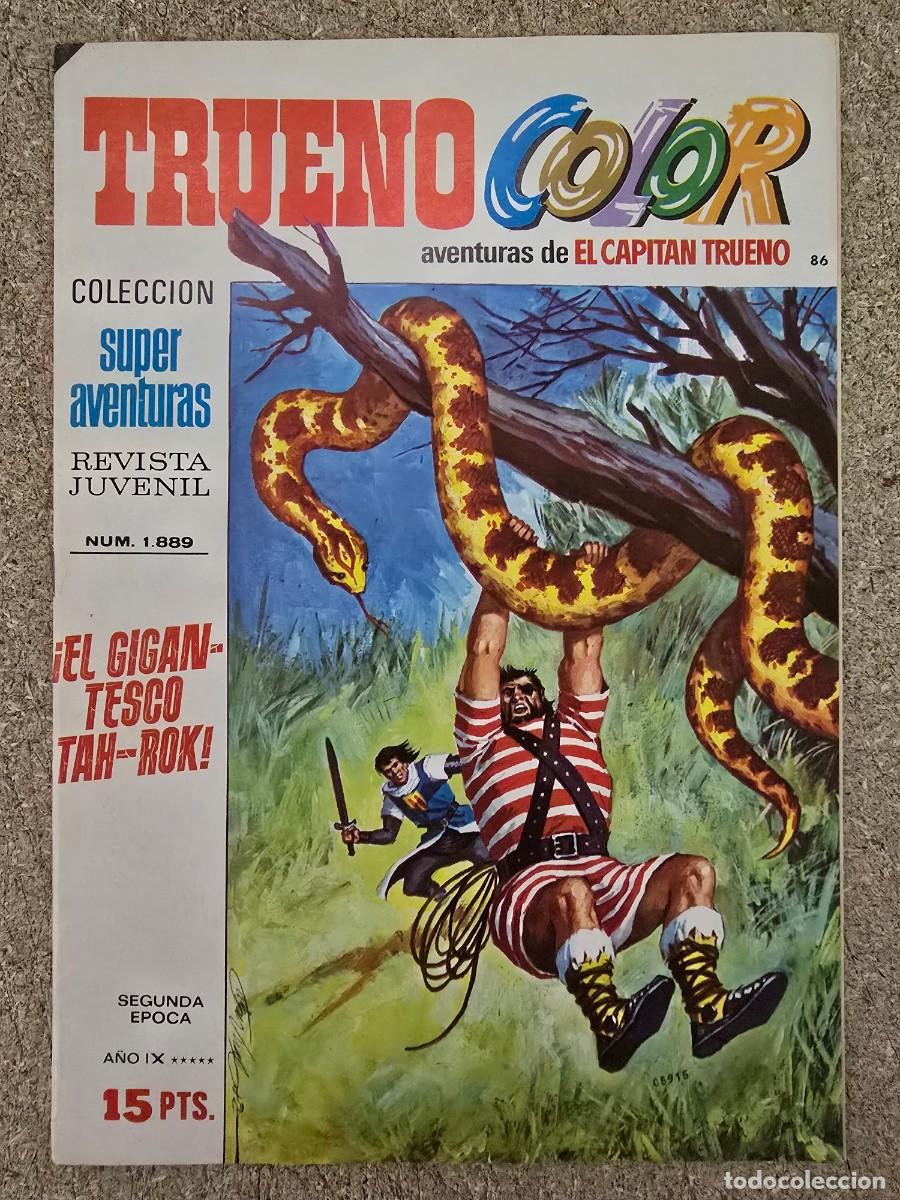 TRUENO COLOR
aventuras de EL CAPITAN TRUENO
86
COLECCION
super
aventuras
REVISTA
JUVENIL
NUM. 1.889
¡EL GIGAN-
TESCO
TAH-ROK!
SEGUNDA
EPOCA
AÑO IX *****
15 PTS.
05915
todocoleccion